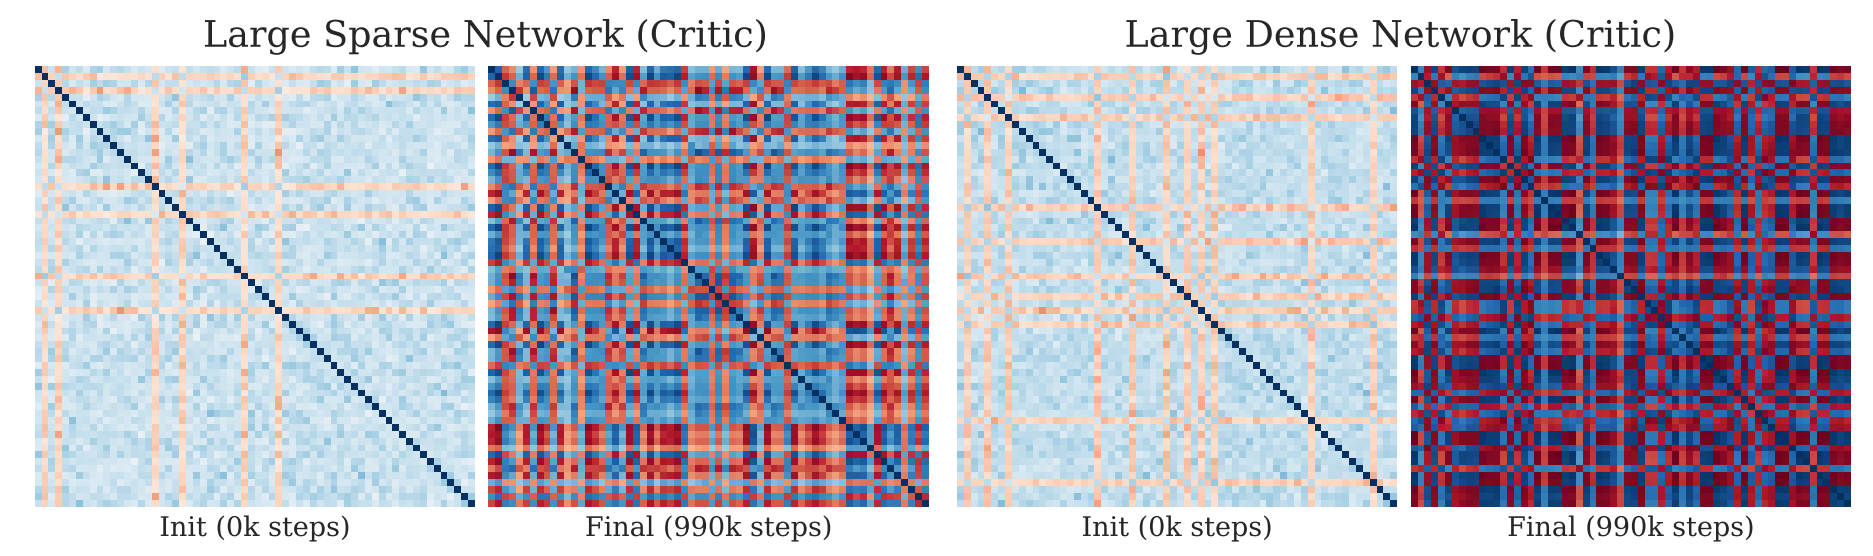 Large Sparse Network (Critic)
Large Dense Network (Critic)
Init (0k steps)
Final (990k steps)
Init (0k steps)
Final (990k steps)